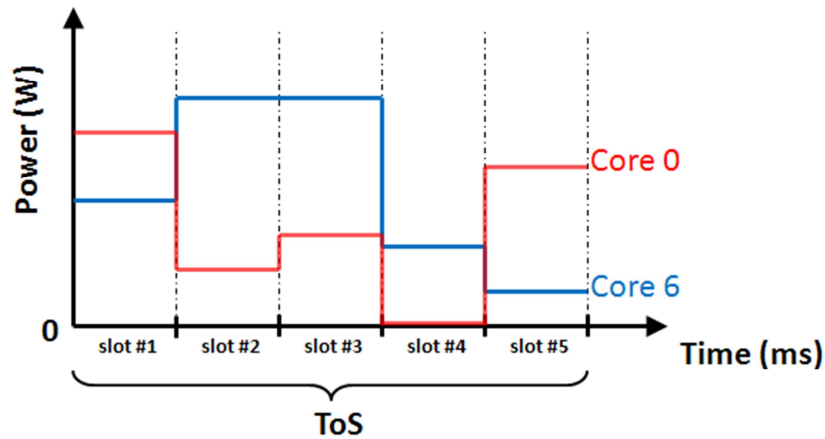 Power (W)
Core 0
Core 6
0
slot #1 slot #2 slot #3 slot #4 slot #5
Time (ms)
ToS